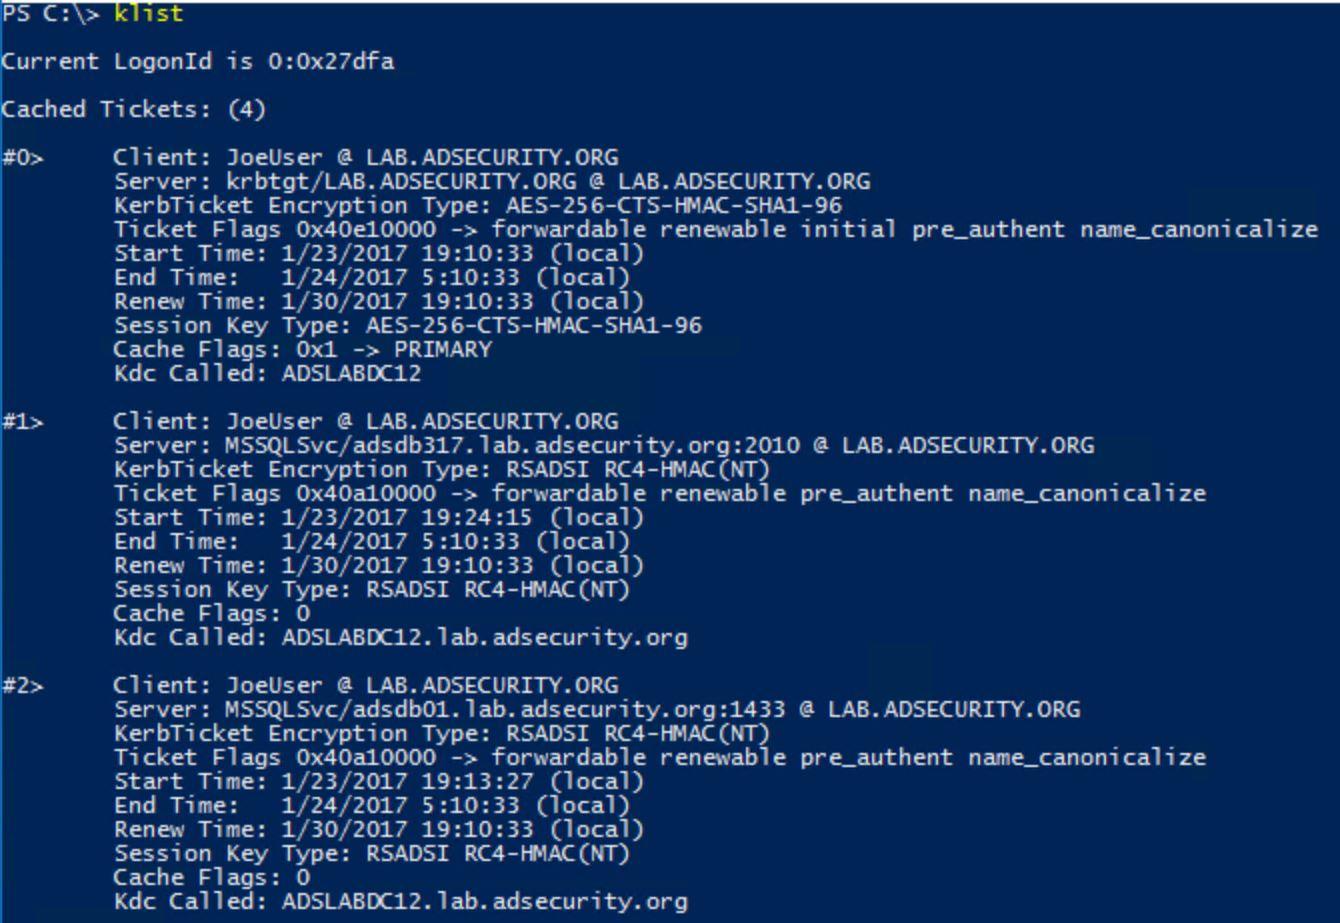 PS C:\> klist
Current LogonId is 0:0x27dfa
Cached Tickets: (4)
#0> Client: JoeUser @ LAB.ADSECURITY.ORG
Server: krbtgt/LAB.ADSECURITY.ORG @ LAB.ADSECURITY.ORG
KerbTicket Encryption Type: AES-256-CTS-HMAC-SHA1-96
Ticket Flags 0x40e10000 -> forwardable renewable initial pre_authent name_canonicalize
Start Time: 1/23/2017 19:10:33 (local)
End Time: 1/24/2017 5:10:33 (local)
Renew Time: 1/30/2017 19:10:33 (local)
Session Key Type: AES-256-CTS-HMAC-SHA1-96
Cache Flags: 0x1 -> PRIMARY
Kdc Called: ADSLABDC12
#1> Client: JoeUser @ LAB.ADSECURITY.ORG
Server: MSSQLSvc/adsdb317.lab.adsecurity.org:2010 @ LAB.ADSECURITY.ORG
KerbTicket Encryption Type: RSADSI RC4-HMAC(NT)
Ticket Flags 0x40a10000 -> forwardable renewable pre_authent name_canonicalize
Start Time: 1/23/2017 19:24:15 (local)
End Time: 1/24/2017 5:10:33 (local)
Renew Time: 1/30/2017 19:10:33 (local)
Session Key Type: RSADSI RC4-HMAC(NT)
Cache Flags: 0
Kdc Called: ADSLABDC12.lab.adsecurity.org
#2> Client: JoeUser @ LAB.ADSECURITY.ORG
Server: MSSQLSvc/adsdb01.lab.adsecurity.org:1433 @ LAB.ADSECURITY.ORG
KerbTicket Encryption Type: RSADSI RC4-HMAC(NT)
Ticket Flags 0x40a10000 -> forwardable renewable pre_authent name_canonicalize
Start Time: 1/23/2017 19:13:27 (local)
End Time: 1/24/2017 5:10:33 (local)
Renew Time: 1/30/2017 19:10:33 (local)
Session Key Type: RSADSI RC4-HMAC(NT)
Cache Flags: 0
Kdc Called: ADSLABDC12.lab.adsecurity.org